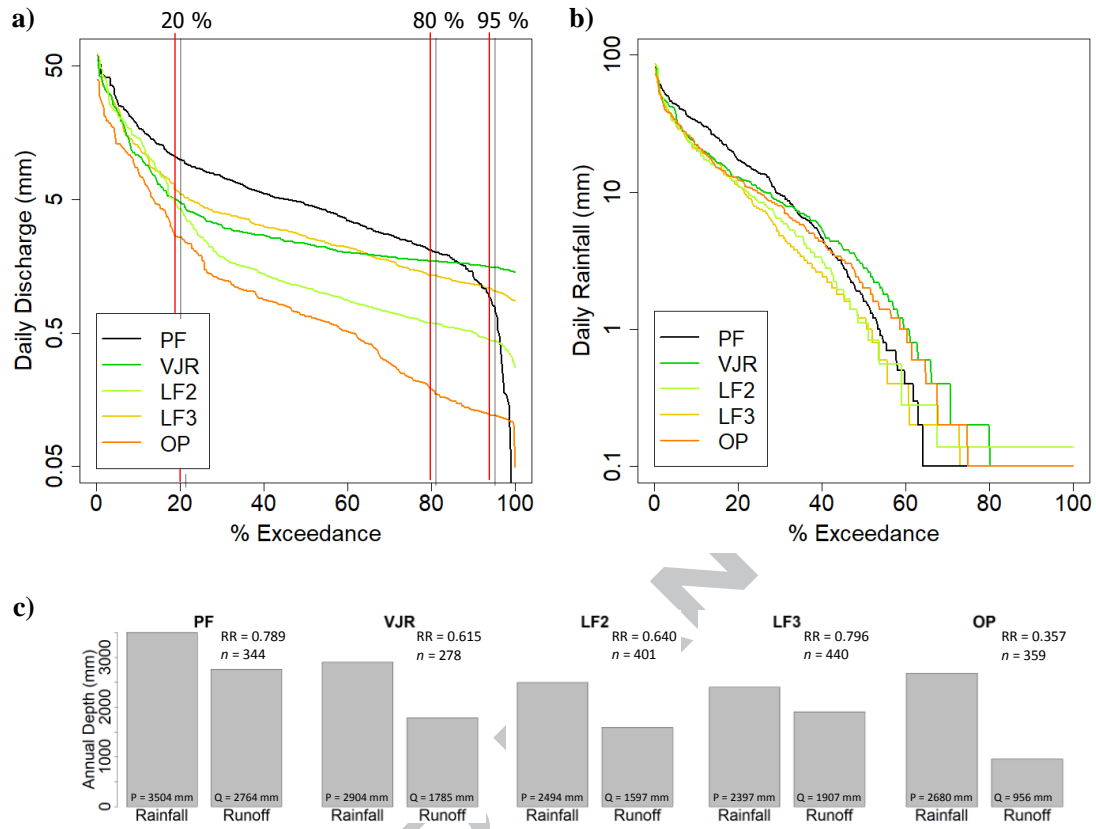 a)
20 %
80 %
95 %
50
5
0.5
0.05
Daily Discharge (mm)
PF
VJR
LF2
LF3
OP
0
20
40
60
80
100
% Exceedance
b)
100
10
1
0.1
Daily Rainfall (mm)
PF
VJR
LF2
LF3
OP
0
20
40
60
80
100
% Exceedance
c)
Annual Depth (mm)
3000
2000
1000
0
PF
RR = 0.789
n = 344
P = 3504 mm
Q = 2764 mm
Rainfall
Runoff
VJR
RR = 0.615
n = 278
P = 2904 mm
Q = 1785 mm
Rainfall
Runoff
LF2
RR = 0.640
n = 401
P = 2494 mm
Q = 1597 mm
Rainfall
Runoff
LF3
RR = 0.796
n = 440
P = 2397 mm
Q = 1907 mm
Rainfall
Runoff
OP
RR = 0.357
n = 359
P = 2680 mm
Q = 956 mm
Rainfall
Runoff